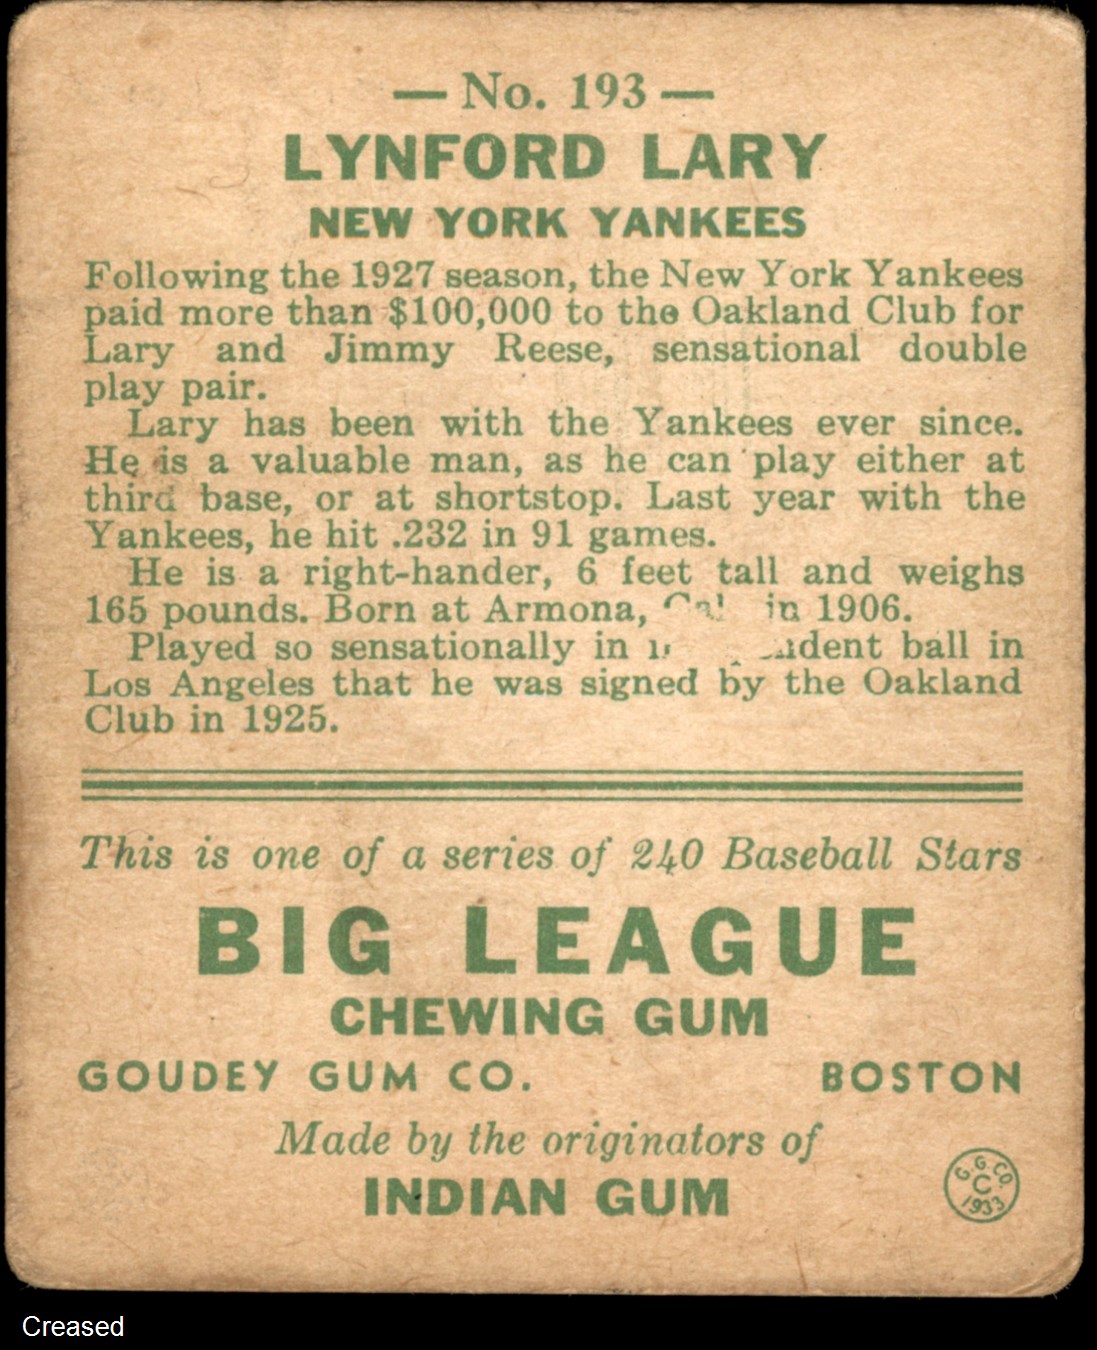 — No. 193 —
LYNFORD LARY
NEW YORK YANKEES
Following the 1927 season, the New York Yankees
paid more than $100,000 to the Oakland Club for
Lary and Jimmy Reese, sensational double
play pair.
Lary has been with the Yankees ever since.
He is a valuable man, as he can play either at
third base, or at shortstop. Last year with the
Yankees, he hit .232 in 91 games.
He is a right-hander, 6 feet tall and weighs
165 pounds. Born at Armona, Cal. in 1906.
Played so sensationally in ball in
Los Angeles that he was signed by the Oakland
Club in 1925.
This is one of a series of 240 Baseball Stars
BIG LEAGUE
CHEWING GUM
GOUDEY GUM CO. BOSTON
Made by the originators of
INDIAN GUM
G. G. CO.
C
1933
Creased